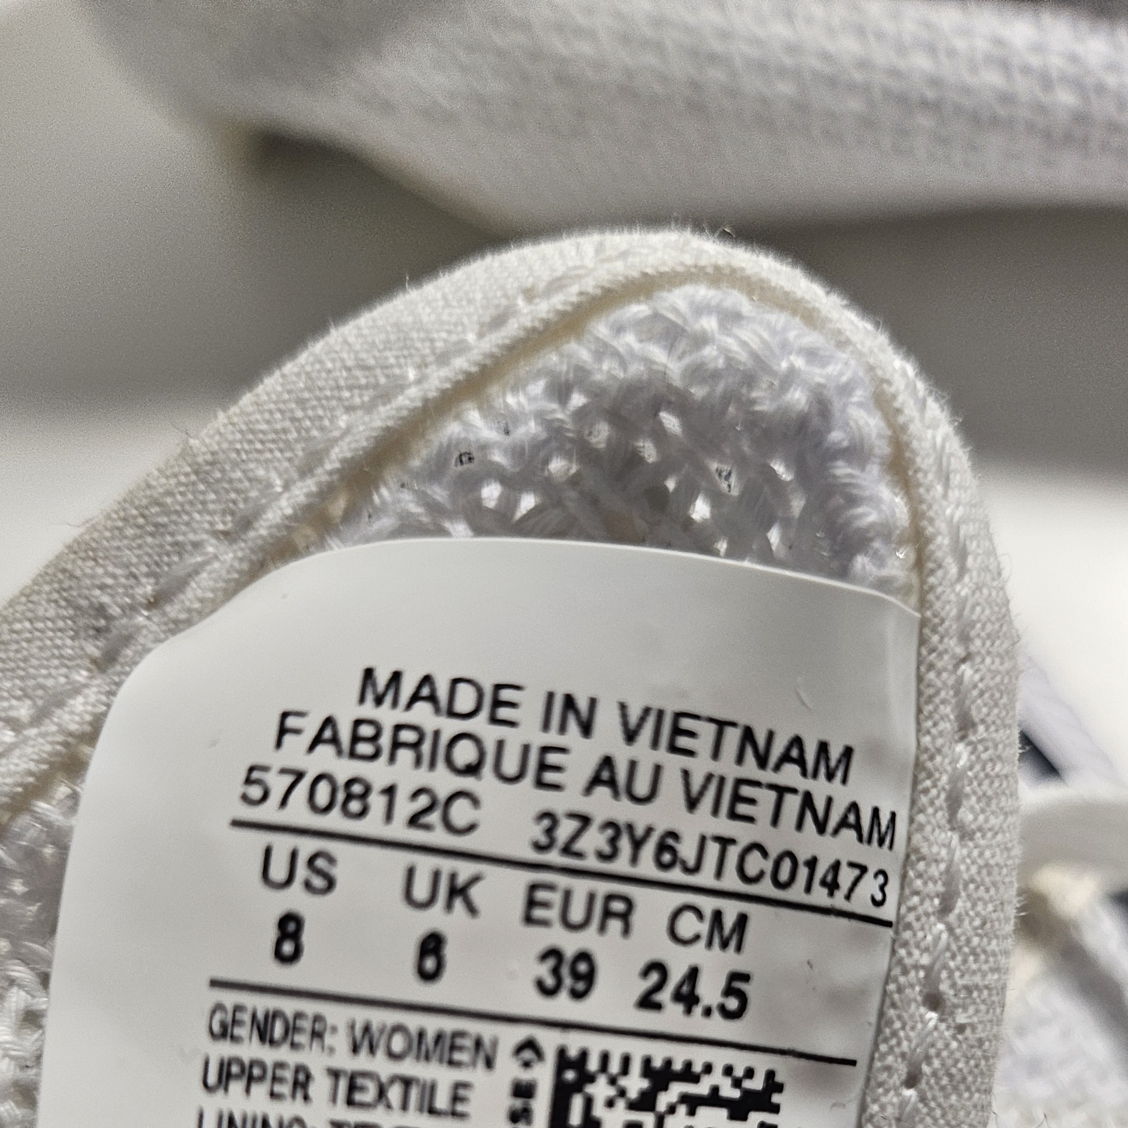 MADE IN VIETNAM
FABRIQUE AU VIETNAM
570812C 3Z3Y6JTC01473
US UK EUR CM
8 6 39 24.5
GENDER: WOMEN
UPPER TEXTILE
LINING: